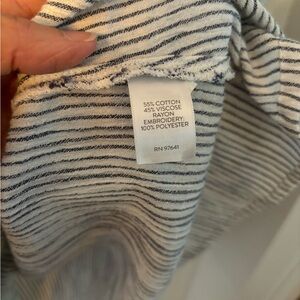 55% COTTON
45% VISCOSE
RAYON
EMBROIDERY:
100% POLYESTER
RN 97641